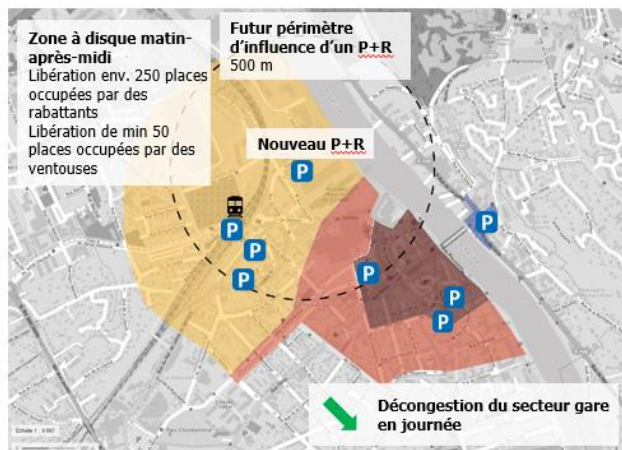 Zone à disque matin-
après-midi
Libération env. 250 places
occupées par des
rabattants
Libération de min 50
places occupées par des
ventouses
Futur périmètre
d'influence d'un P+R
500 m
Nouveau P+R
P
P
P
P
P
P
P
P
Décongestion du secteur gare
en journée